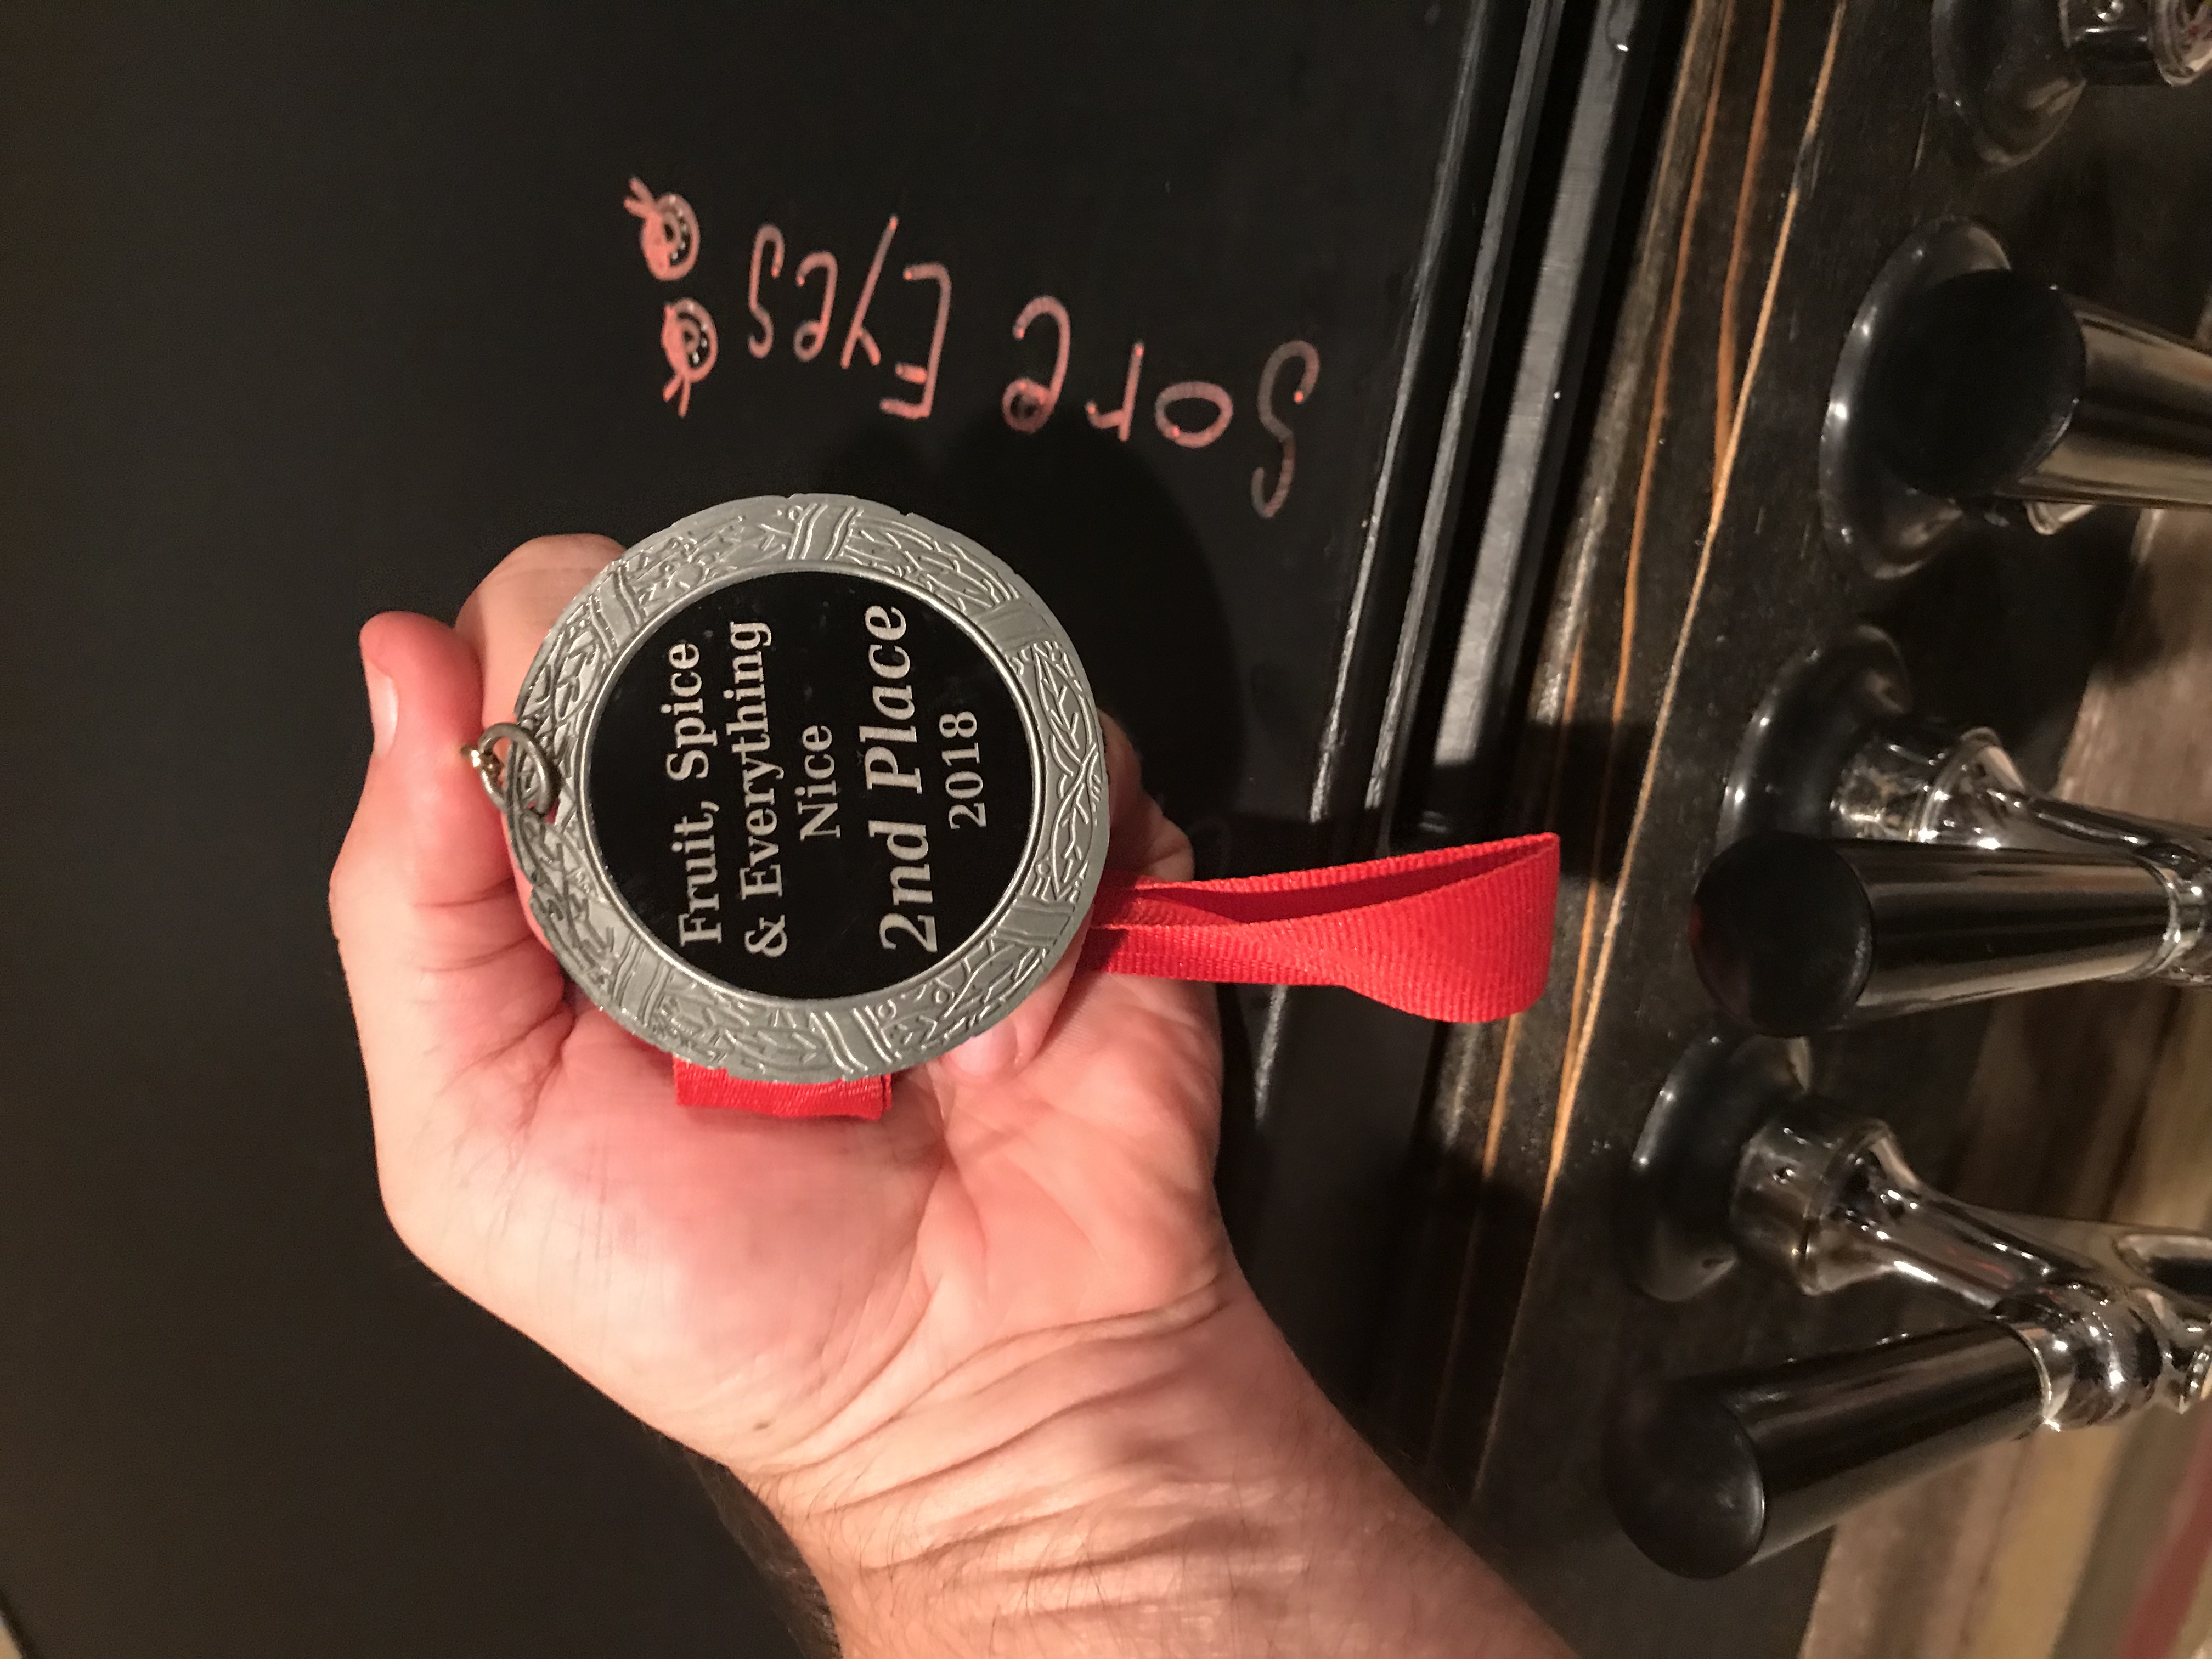 Fruit, Spice
& Everything
Nice
2nd Place
2018
Sore Eyes